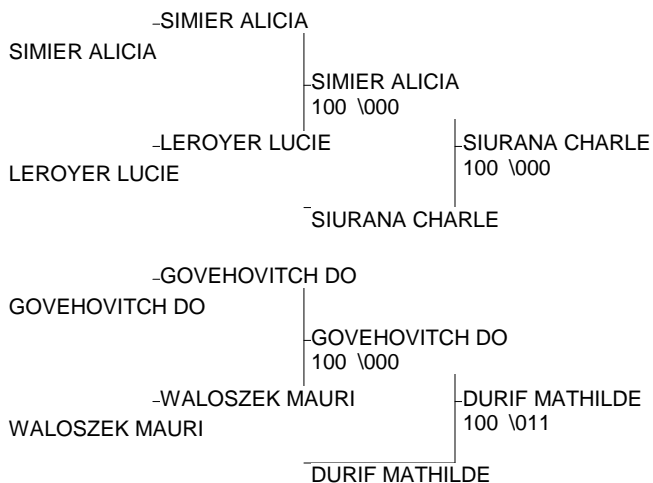 SIMIER ALICIA
SIMIER ALICIA
SIMIER ALICIA
100 \000
LEROYER LUCIE
SIURANA CHARLE
100 \000
LEROYER LUCIE
SIURANA CHARLE
GOVEHOVITCH DO
GOVEHOVITCH DO
GOVEHOVITCH DO
100 \000
WALOSZEK MAURI
DURIF MATHILDE
100 \011
WALOSZEK MAURI
DURIF MATHILDE